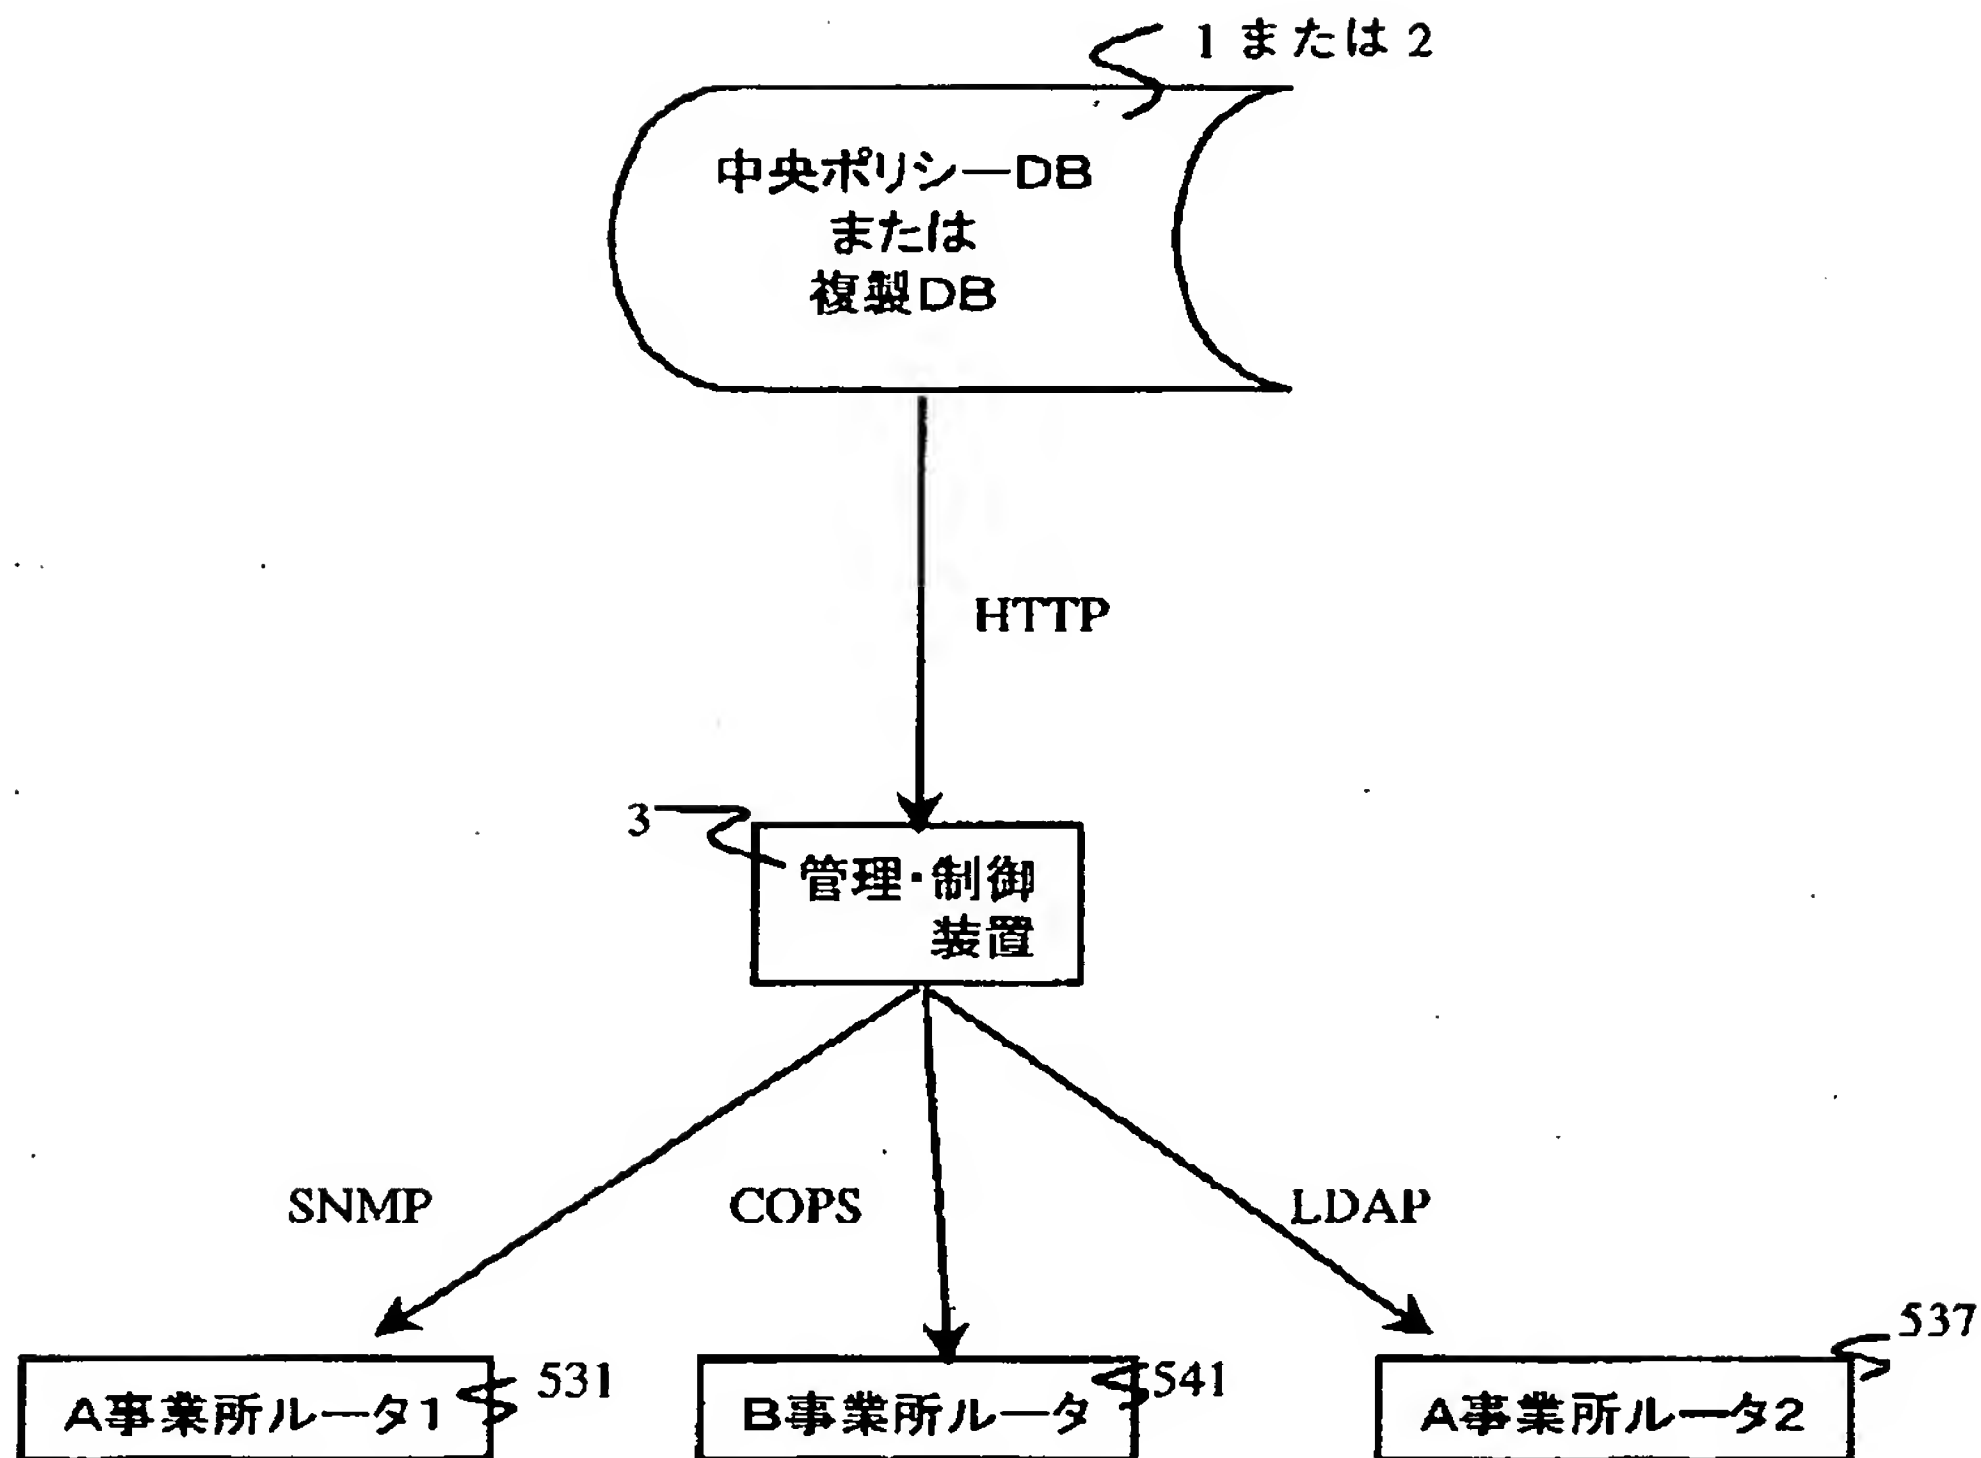 1 または 2
中央ポリシーDB
または
複製DB
HTTP
3
管理・制御
装置
SNMP
COPS
LDAP
537
531
541
A事業所ルータ1
B事業所ルータ
A事業所ルータ2